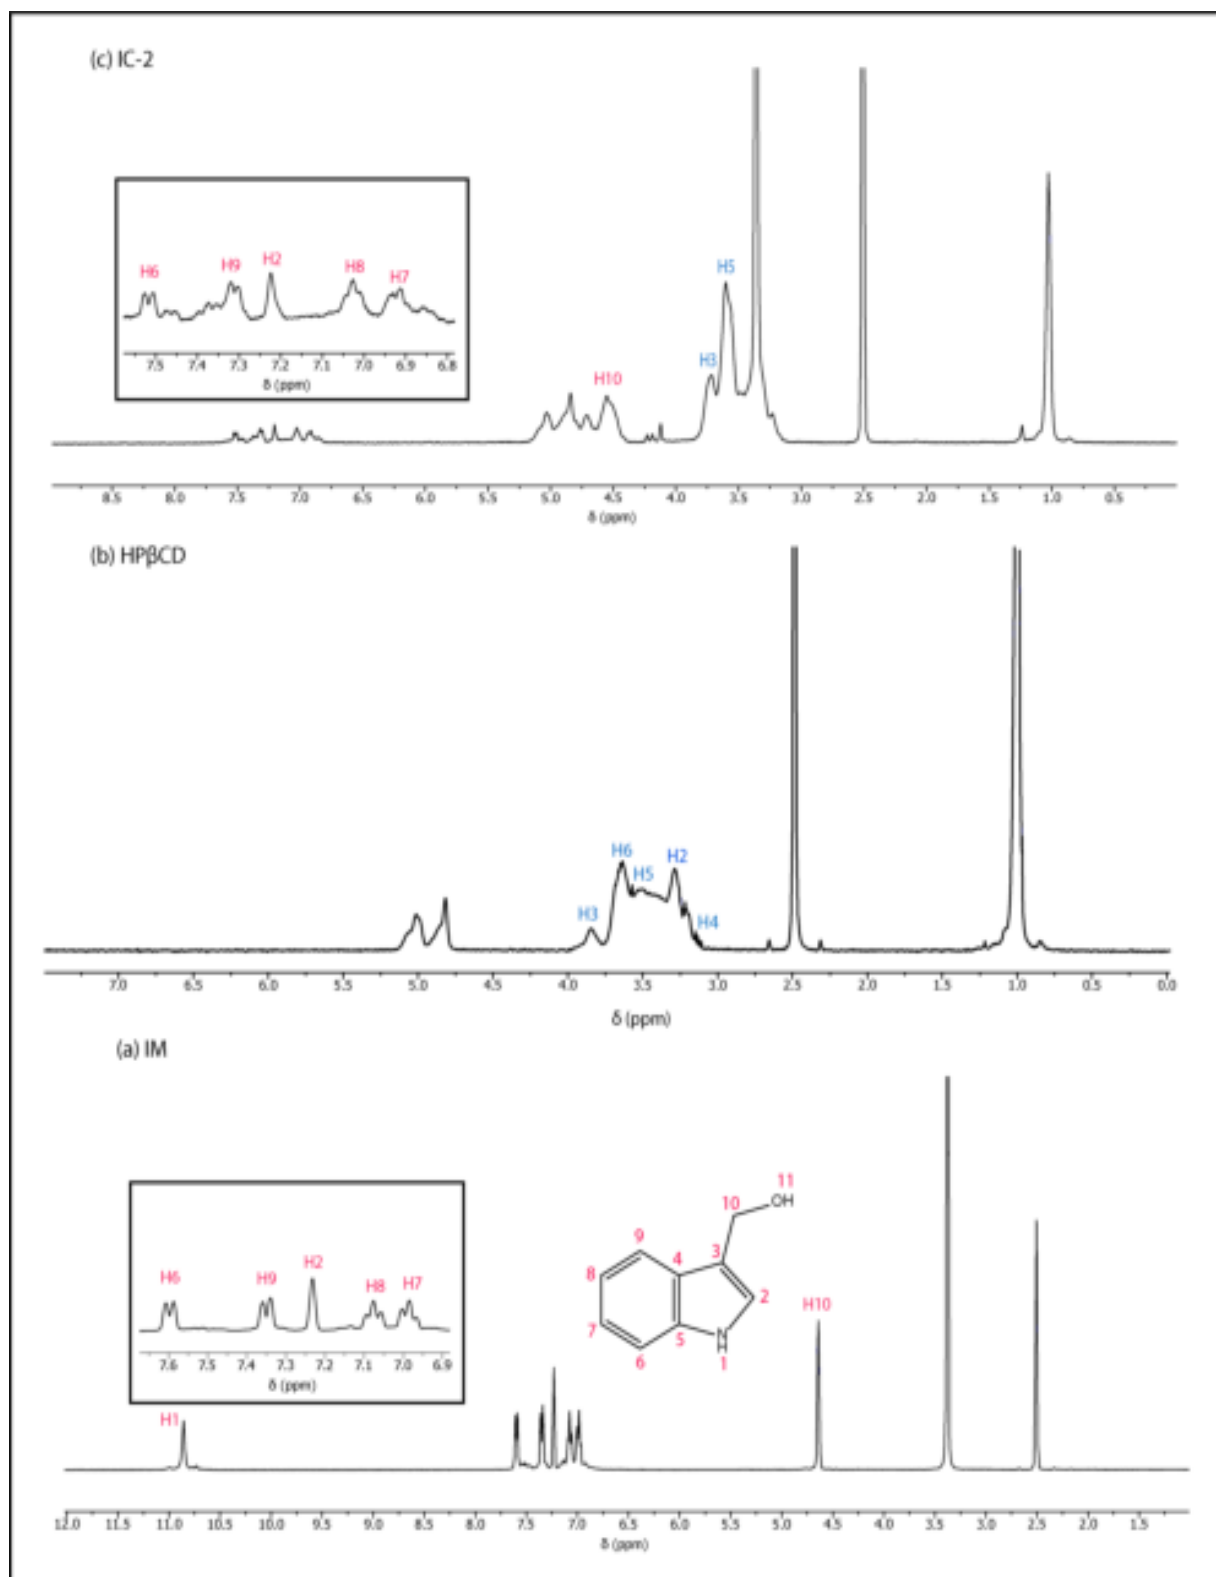 (c) IC-2
H6
H9
H2
H8
H7
7.5 7.4 7.3 7.2 7.1 7.0 6.9 6.8
δ (ppm)
H5
H3
H10
8.5 8.0 7.5 7.0 6.5 6.0 5.5 5.0 4.5 4.0 3.5 3.0 2.5 2.0 1.5 1.0 0.5
δ (ppm)
(b) HPβCD
H6
H5
H2
H3
H4
7.0 6.5 6.0 5.5 5.0 4.5 4.0 3.5 3.0 2.5 2.0 1.5 1.0 0.5 0.0
δ (ppm)
(a) IM
H6
H9
H2
H8
H7
7.6 7.5 7.4 7.3 7.2 7.1 7.0 6.9
δ (ppm)
11
OH
10
9
4
3
8
2
7
5
N
H
6
1
H10
H1
12.0 11.5 11.0 10.5 10.0 9.5 9.0 8.5 8.0 7.5 7.0 6.5 6.0 5.5 5.0 4.5 4.0 3.5 3.0 2.5 2.0 1.5
δ (ppm)